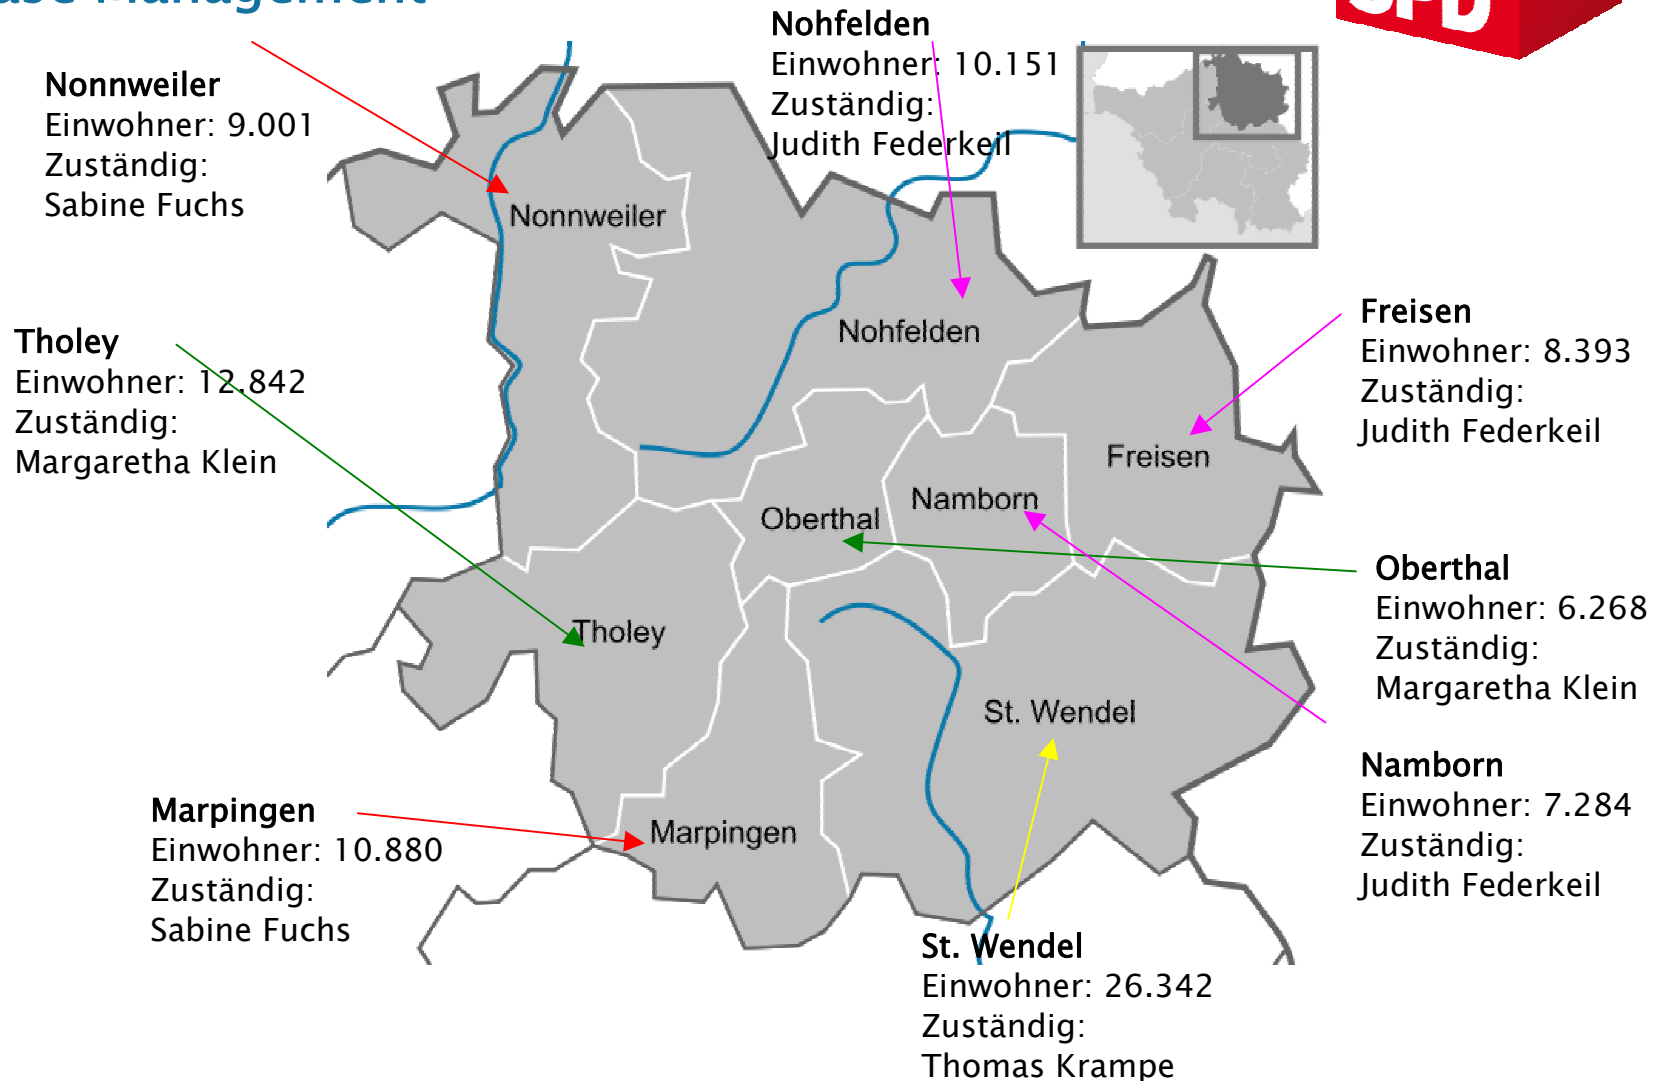 Management
SPD
Nohfelden
Einwohner: 10.151
Zuständig:
Judith Federkeil
Nonnweiler
Einwohner: 9.001
Zuständig:
Sabine Fuchs
Tholey
Einwohner: 12.842
Zuständig:
Margaretha Klein
Freisen
Einwohner: 8.393
Zuständig:
Judith Federkeil
Oberthal
Einwohner: 6.268
Zuständig:
Margaretha Klein
Namborn
Einwohner: 7.284
Zuständig:
Judith Federkeil
Marpingen
Einwohner: 10.880
Zuständig:
Sabine Fuchs
St. Wendel
Einwohner: 26.342
Zuständig:
Thomas Krampe
Nonnweiler
Nohfelden
Freisen
Namborn
Oberthal
Tholey
St. Wendel
Marpingen